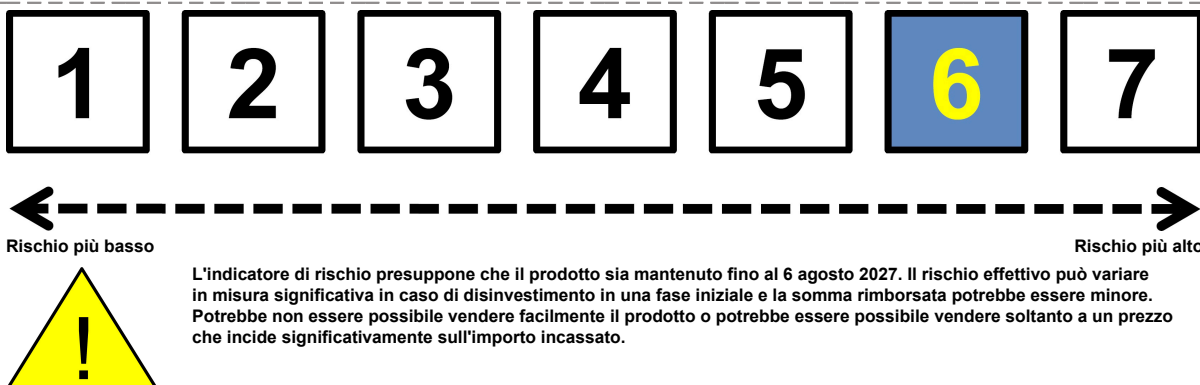 1 2 3 4 5 6 7
Rischio più basso Rischio più alto
L'indicatore di rischio presuppone che il prodotto sia mantenuto fino al 6 agosto 2027. Il rischio effettivo può variare
in misura significativa in caso di disinvestimento in una fase iniziale e la somma rimborsata potrebbe essere minore.
Potrebbe non essere possibile vendere facilmente il prodotto o potrebbe essere possibile vendere soltanto a un prezzo
che incide significativamente sull'importo incassato.
!